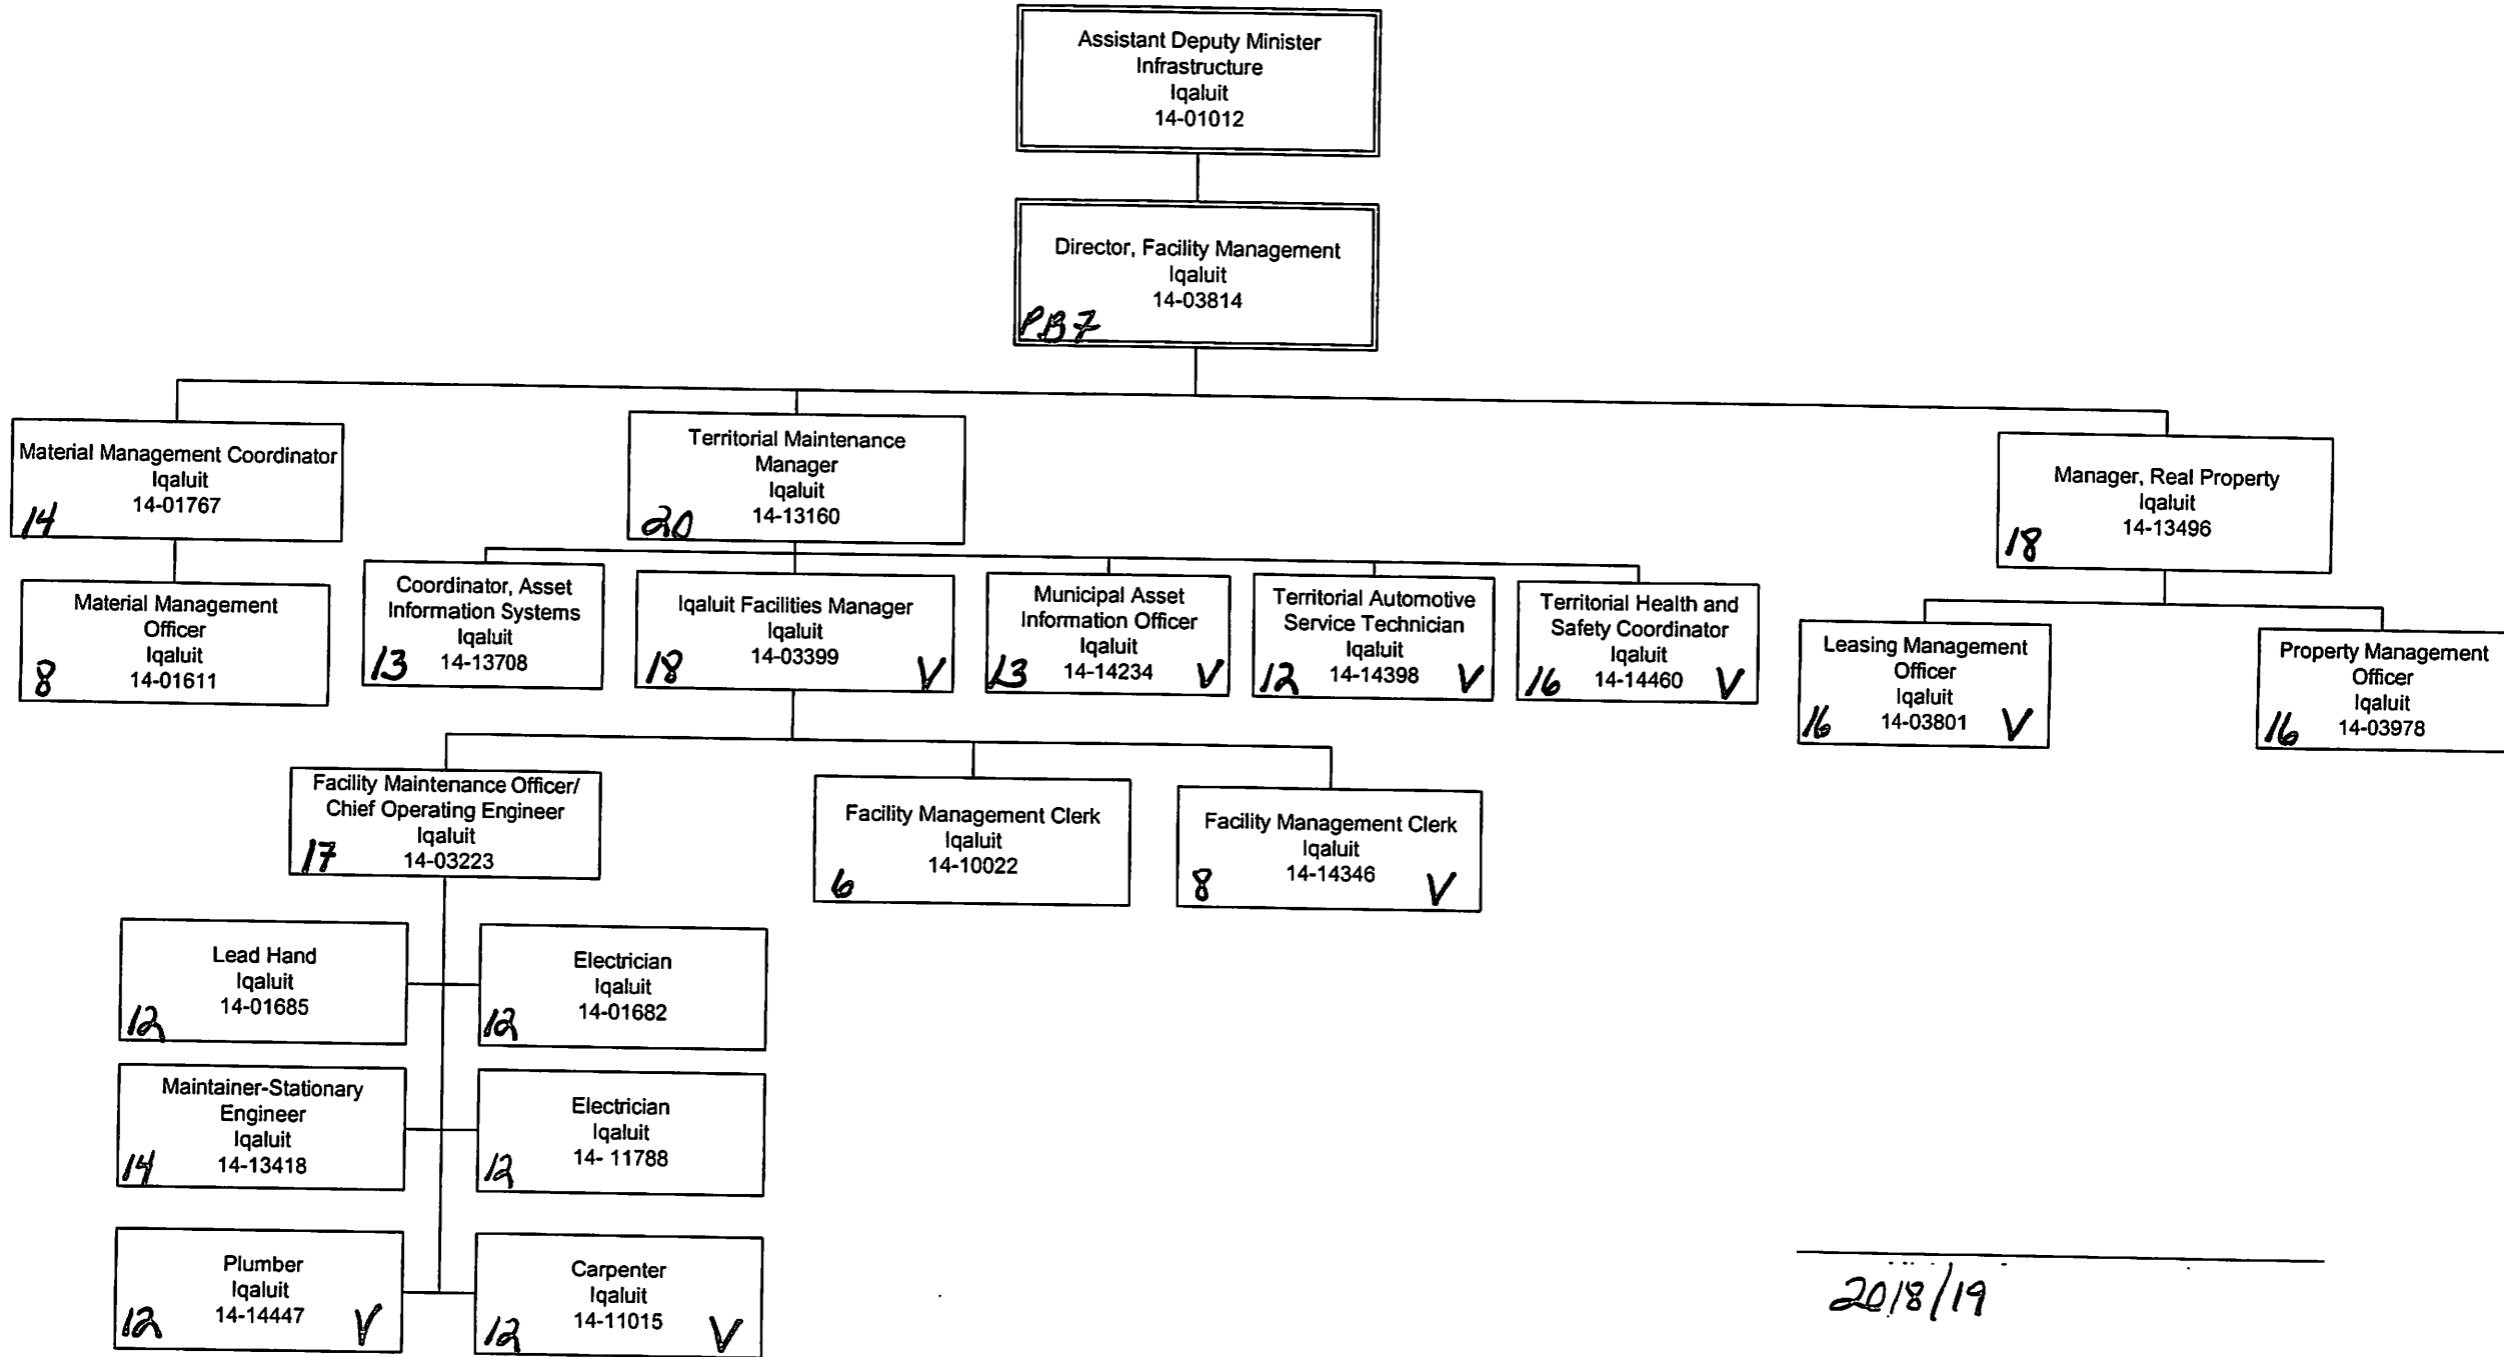 Assistant Deputy Minister
Infrastructure
Iqaluit
14-01012
Director, Facility Management
Iqaluit
14-03814
PB7
Material Management Coordinator
Iqaluit
14-01767
14
Territorial Maintenance
Manager
Iqaluit
14-13160
20
Manager, Real Property
Iqaluit
14-13496
18
Material Management
Officer
Iqaluit
14-01611
8
Coordinator, Asset
Information Systems
Iqaluit
14-13708
13
Iqaluit Facilities Manager
Iqaluit
14-03399
18 V
Municipal Asset
Information Officer
Iqaluit
14-14234
13 V
Territorial Automotive
Service Technician
Iqaluit
14-14398
12 V
Territorial Health and
Safety Coordinator
Iqaluit
14-14460
16 V
Leasing Management
Officer
Iqaluit
14-03801
16 V
Property Management
Officer
Iqaluit
14-03978
16
Facility Maintenance Officer/
Chief Operating Engineer
Iqaluit
14-03223
17
Facility Management Clerk
Iqaluit
14-10022
6
Facility Management Clerk
Iqaluit
14-14346
8 V
Lead Hand
Iqaluit
14-01685
12
Electrician
Iqaluit
14-01682
12
Maintainer-Stationary
Engineer
Iqaluit
14-13418
14
Electrician
Iqaluit
14- 11788
12
Plumber
Iqaluit
14-14447
12 V
Carpenter
Iqaluit
14-11015
12 V
2018/19